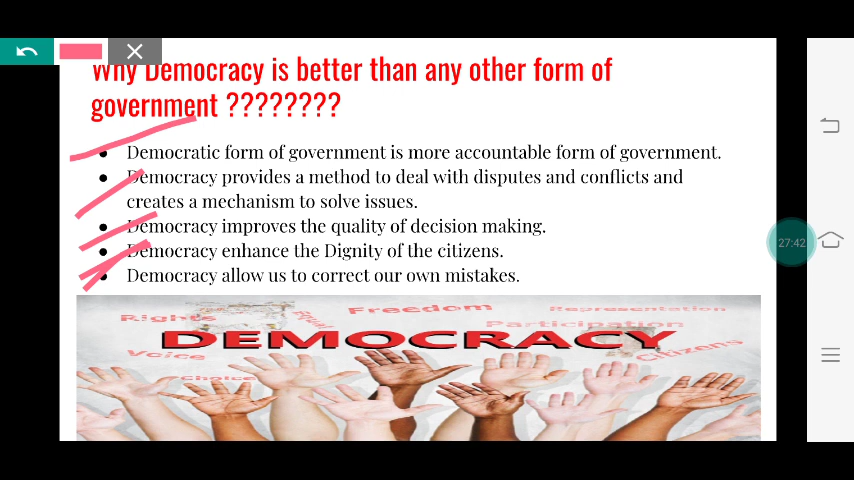 Why Democracy is better than any other form of
government ????????
● Democratic form of government is more accountable form of government.
● Democracy provides a method to deal with disputes and conflicts and
creates a mechanism to solve issues.
● Democracy improves the quality of decision making.
● Democracy enhance the Dignity of the citizens.
● Democracy allow us to correct our own mistakes.
27:42
Rights Equal Freedom Representation
Participation
DEMOCRACY
Voice Citizens
Choice